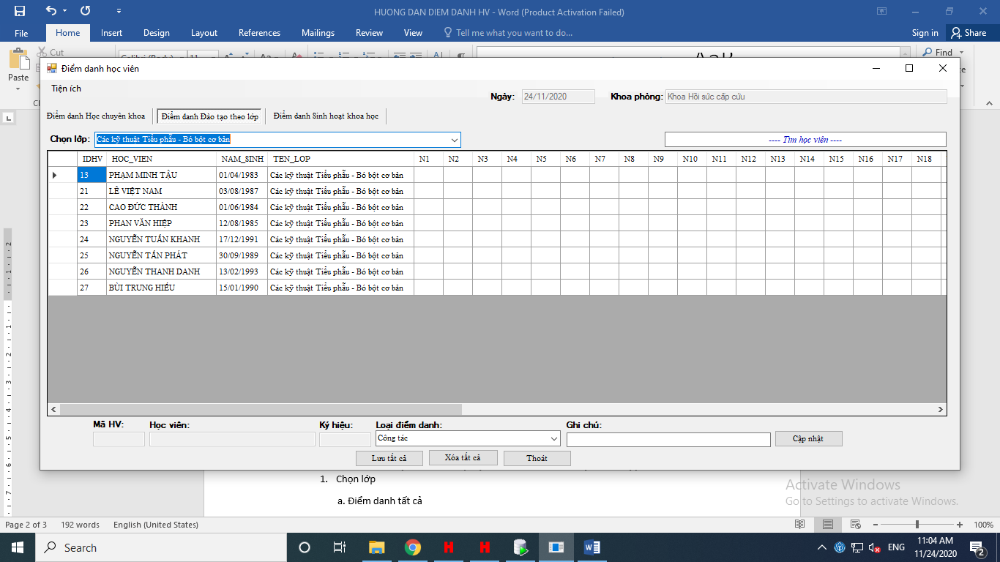 HUONG DAN DIEM DANH HV - Word (Product Activation Failed)
File Home Insert Design Layout References Mailings Review View Tell me what you want to do... Sign in Share
Cut
Find
Paste
Điểm danh học viên
Tiện ích
Ngày: 24/11/2020 Khoa phòng: Khoa Hồi sức cấp cứu
Điểm danh Học chuyên khoa Điểm danh Đào tạo theo lớp Điểm danh Sinh hoạt khoa học
Chọn lớp: Các kỹ thuật Tiểu phẫu - Bó bột cơ bản ---- Tìm học viên ----
IDHV HOC_VIEN NAM_SINH TEN_LOP N1 N2 N3 N4 N5 N6 N7 N8 N9 N10 N11 N12 N13 N14 N15 N16 N17 N18
13 PHẠM MINH TẬU 01/04/1983 Các kỹ thuật Tiểu phẫu - Bó bột cơ bản
21 LÊ VIỆT NAM 03/08/1987 Các kỹ thuật Tiểu phẫu - Bó bột cơ bản
22 CAO ĐỨC THÀNH 01/06/1984 Các kỹ thuật Tiểu phẫu - Bó bột cơ bản
23 PHAN VĂN HIỆP 12/08/1985 Các kỹ thuật Tiểu phẫu - Bó bột cơ bản
24 NGUYỄN TUẤN KHANH 17/12/1991 Các kỹ thuật Tiểu phẫu - Bó bột cơ bản
25 NGUYỄN TẤN PHÁT 30/09/1989 Các kỹ thuật Tiểu phẫu - Bó bột cơ bản
26 NGUYỄN THANH DANH 13/02/1993 Các kỹ thuật Tiểu phẫu - Bó bột cơ bản
27 BÙI TRUNG HIẾU 15/01/1990 Các kỹ thuật Tiểu phẫu - Bó bột cơ bản
Mã HV: Học viên: Ký hiệu: Loại điểm danh: Ghi chú:
Công tác Cập nhật
Lưu tất cả Xóa tất cả Thoát
1. Chọn lớp
a. Điểm danh tất cả
Activate Windows
Go to Settings to activate Windows.
Page 2 of 3 192 words English (United States) 100%
Search ENG 11:04 AM
11/24/2020 2